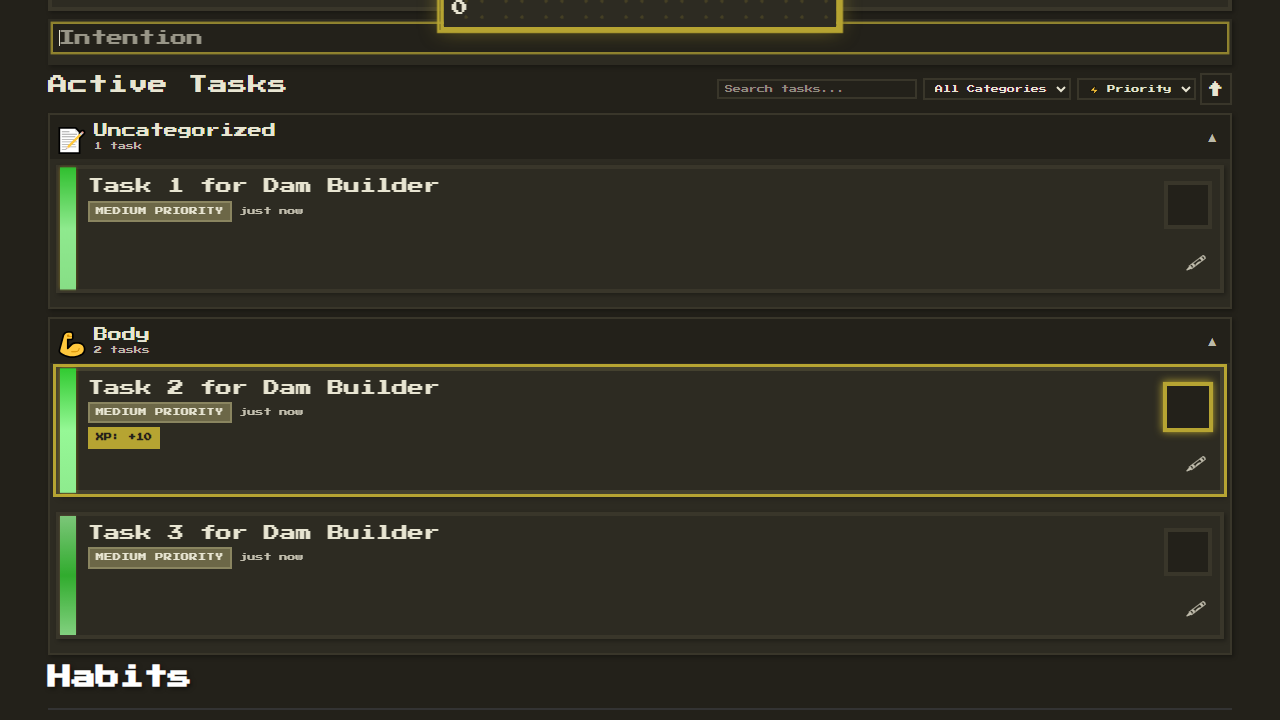 0
Intention
Active Tasks
Search tasks...
All Categories
⚡ Priority
Uncategorized
1 task
Task 1 for Dam Builder
MEDIUM PRIORITY just now
Body
2 tasks
Task 2 for Dam Builder
MEDIUM PRIORITY just now
XP: +10
Task 3 for Dam Builder
MEDIUM PRIORITY just now
Habits